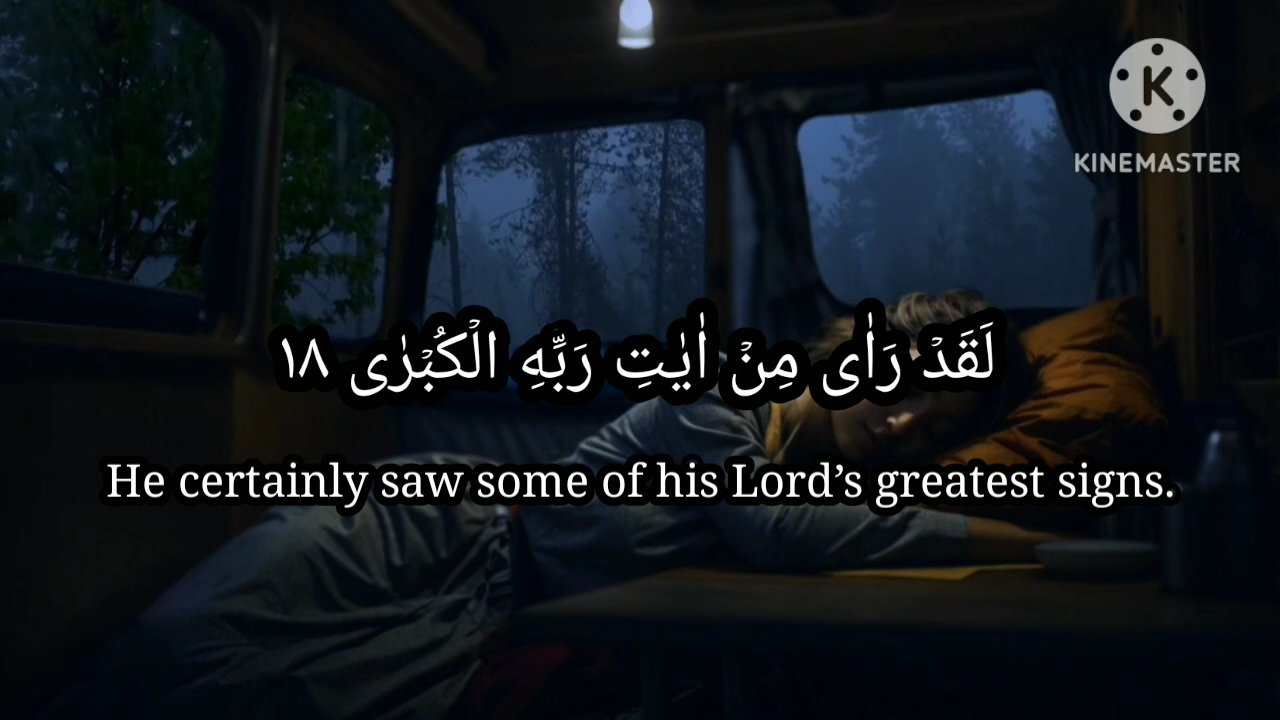 KINEMASTER
لَقَدْ رَاٰى مِنْ اٰيٰتِ رَبِّهِ الْكُبْرٰى ١٨
He certainly saw some of his Lord’s greatest signs.